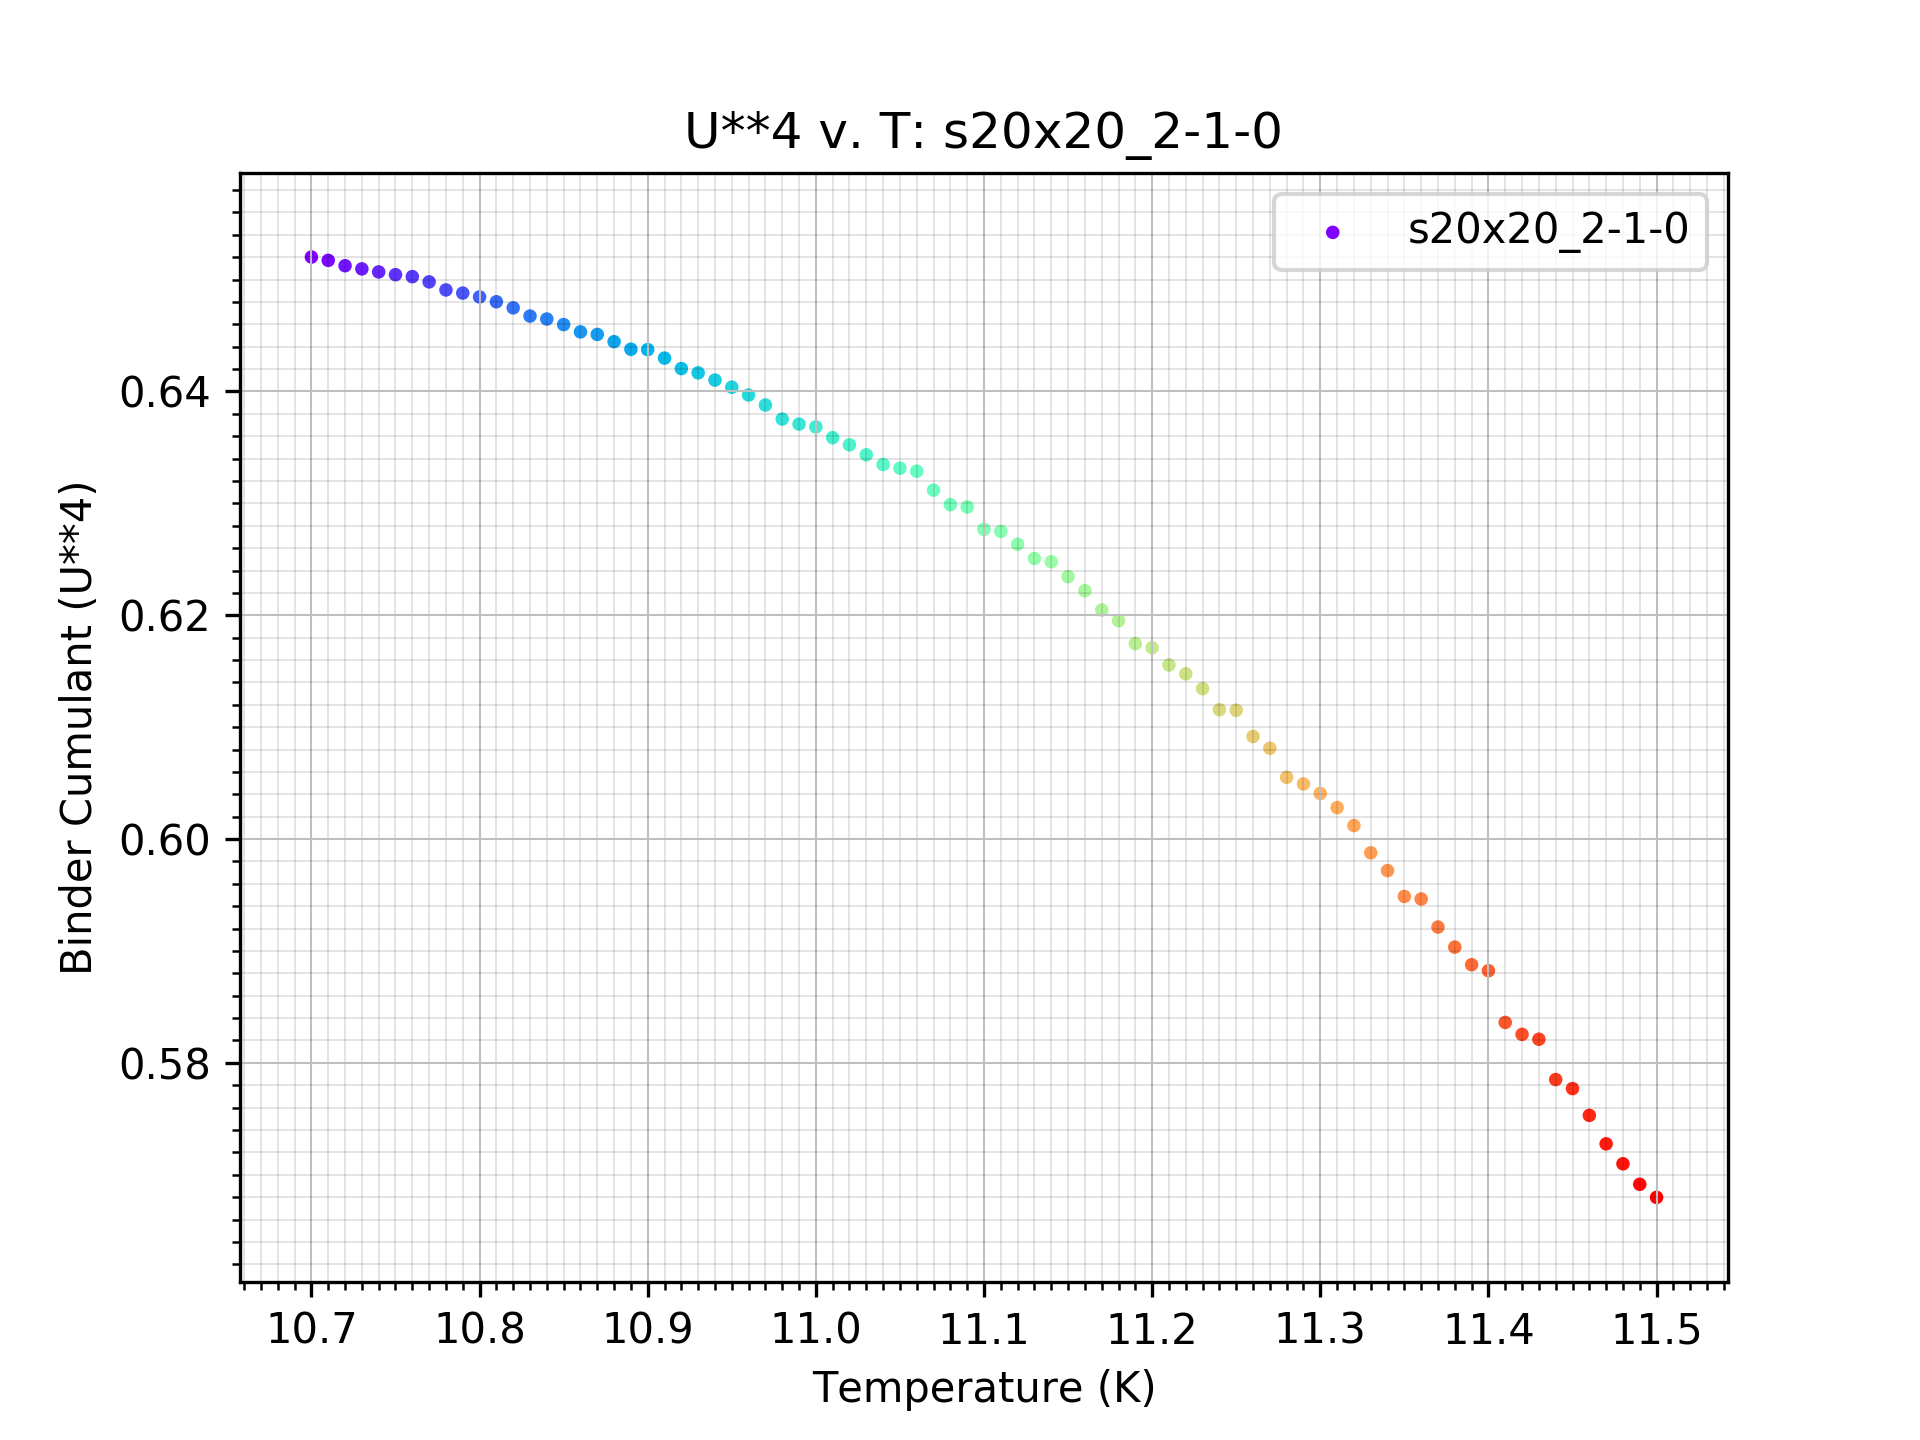 U**4 v. T: s20x20_2-1-0
s20x20_2-1-0
Binder Cumulant (U**4)
0.64
0.62
0.60
0.58
10.7 10.8 10.9 11.0 11.1 11.2 11.3 11.4 11.5
Temperature (K)